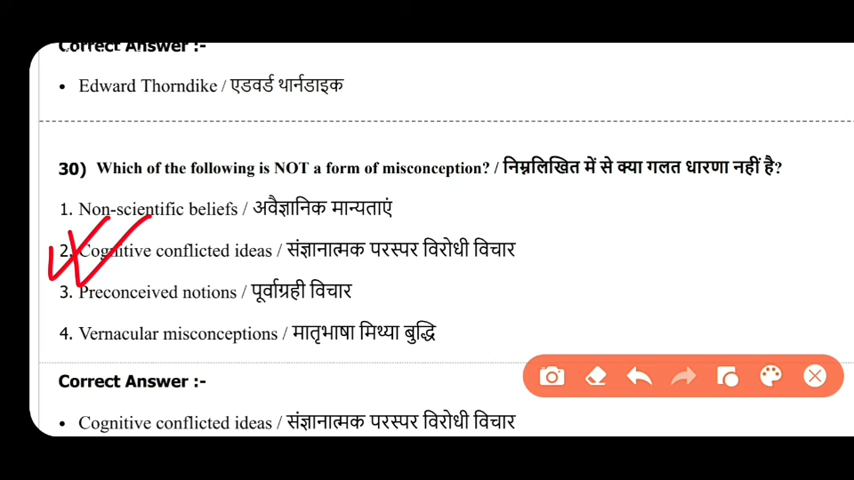 Correct Answer :-
• Edward Thorndike / एडवर्ड थार्नडाइक
30) Which of the following is NOT a form of misconception? / निम्नलिखित में से क्या गलत धारणा नहीं है?
1. Non-scientific beliefs / अवैज्ञानिक मान्यताएं
2. Cognitive conflicted ideas / संज्ञानात्मक परस्पर विरोधी विचार
3. Preconceived notions / पूर्वाग्रही विचार
4. Vernacular misconceptions / मातृभाषा मिथ्या बुद्धि
Correct Answer :-
• Cognitive conflicted ideas / संज्ञानात्मक परस्पर विरोधी विचार